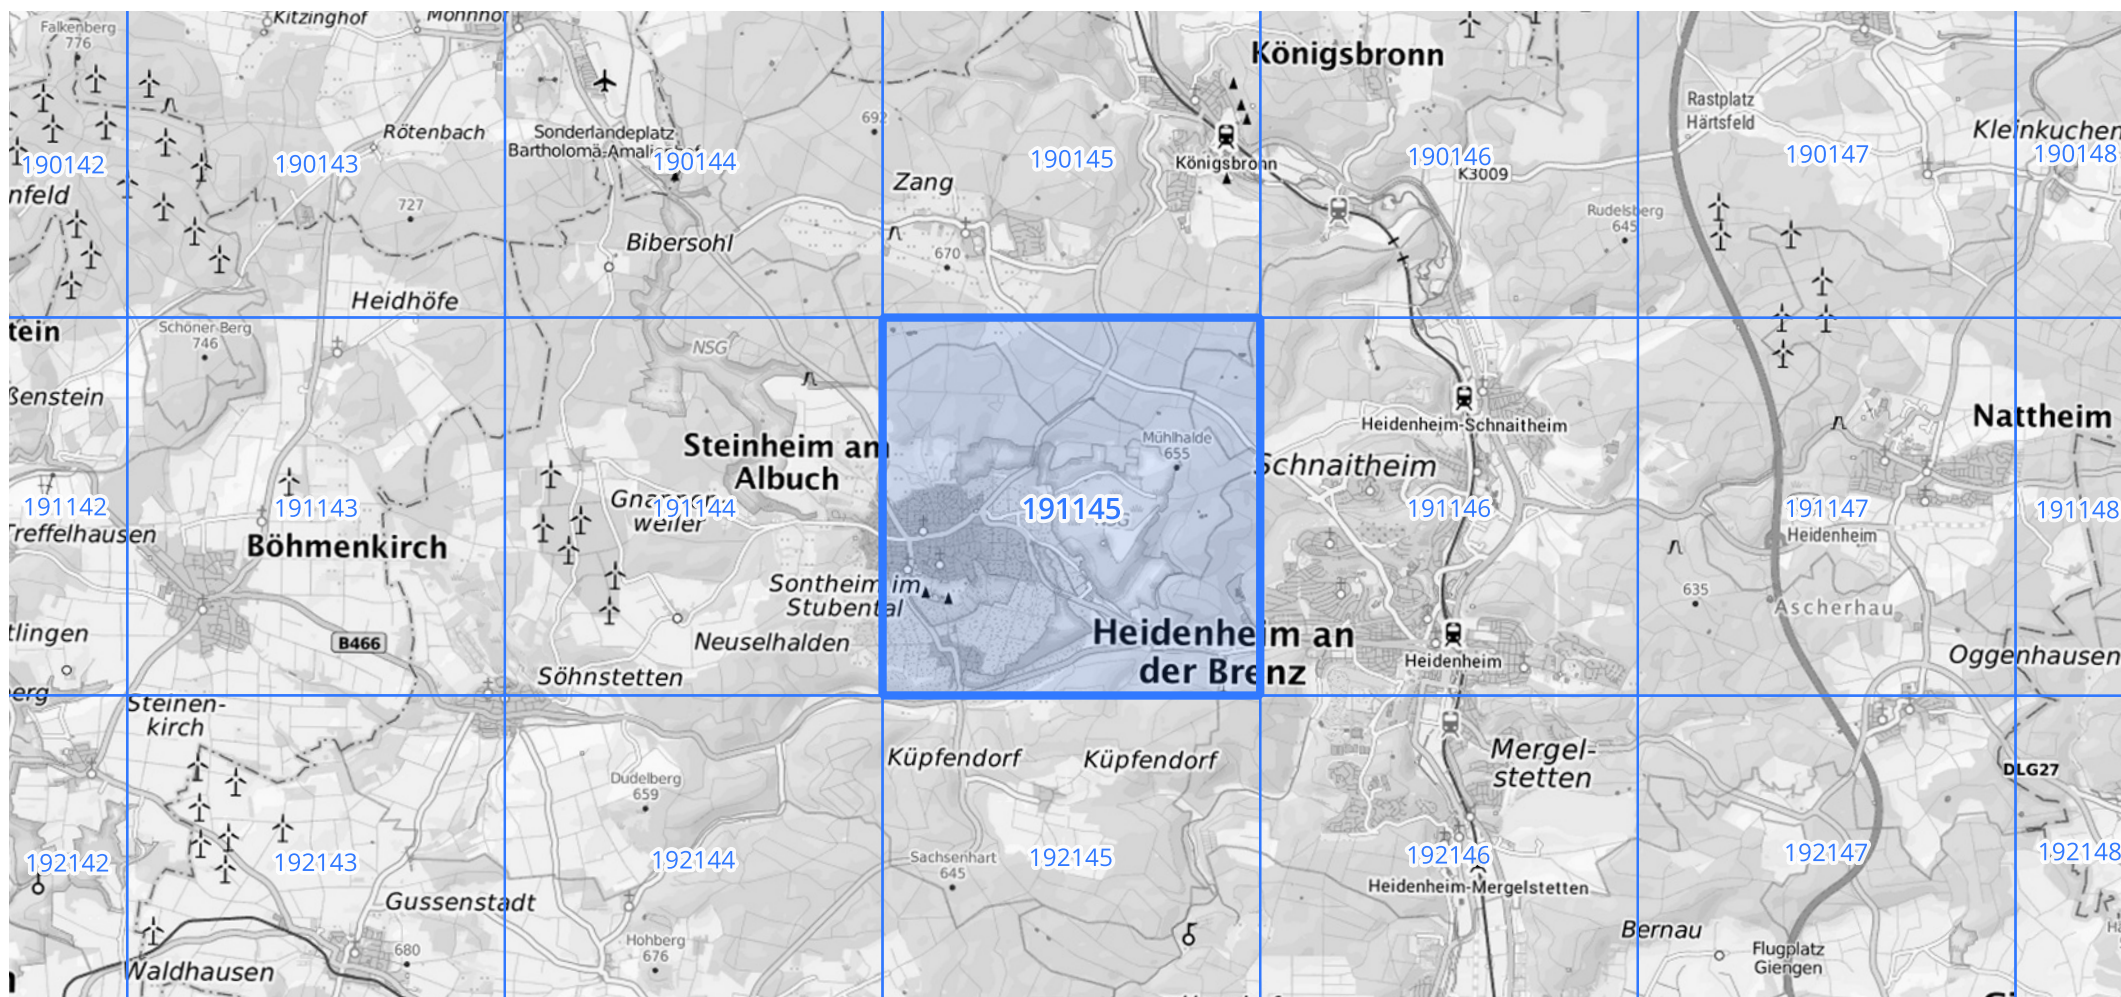 Kitzinghof
Falkenberg
776
Königsbronn
Rastplatz
Härtsfeld
Rötenbach
Sonderlandeplatz
692
Kleinkuchen
190142
190143
190144
190145
Königsbronn
190146
K3009
190147
190148
nfeld
727
Zang
Rudelsberg
645
Bibersohl
670
Heidhöfe
tein
Schöner Berg
746
NSG
ßenstein
Heidenheim-Schnaitheim
Nattheim
Steinheim am
Albuch
Mühlhalde
655
Schnaitheim
191142
191143
191144
191145
191146
191147
191148
weiler
Treffelhausen
Böhmenkirch
Heidenheim
Sontheim im
Stubental
635
Ascherhau
tlingen
B466
Neuselhalden
Heidenheim an
der Brenz
Heidenheim
Oggenhausen
Söhnstetten
erg
Steinen-
kirch
Küpfendorf
Küpfendorf
Mergel-
stetten
DLG27
Dudelberg
659
192142
192143
192144
192145
192146
192147
192148
Sachsenhart
645
Heidenheim-Mergelstetten
Gussenstadt
Bernau
Hohberg
676
680
Waldhausen
Flugplatz
Giengen